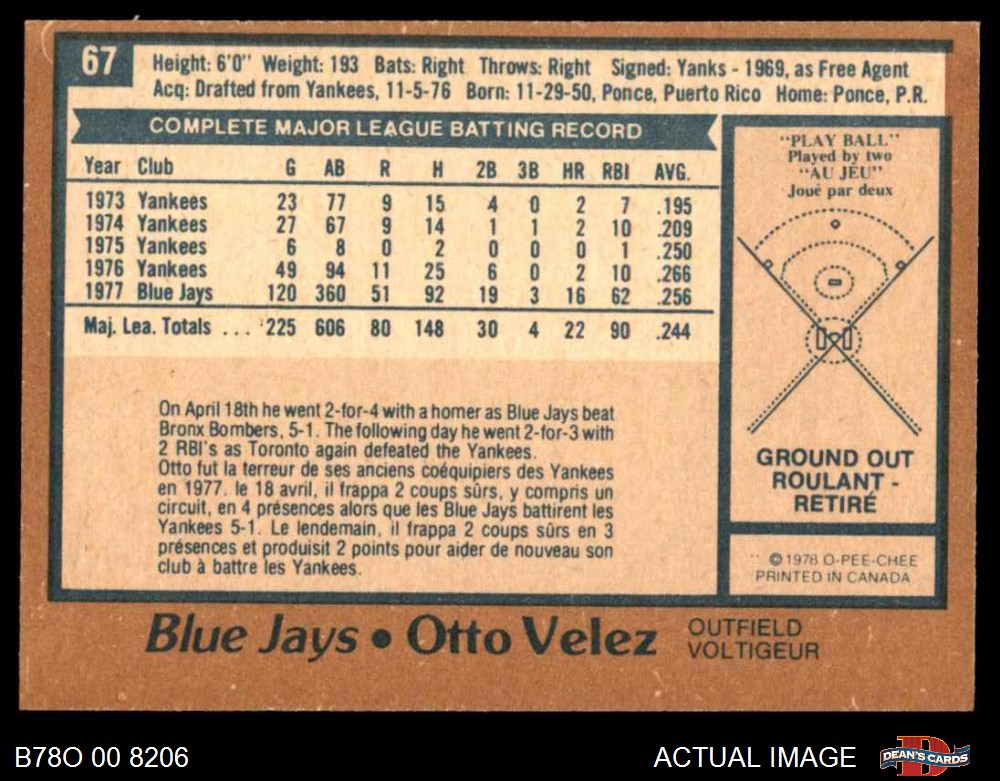 67
Height: 6'0" Weight: 193 Bats: Right Throws: Right Signed: Yanks - 1969, as Free Agent
Acq: Drafted from Yankees, 11-5-76 Born: 11-29-50, Ponce, Puerto Rico Home: Ponce, P.R.
COMPLETE MAJOR LEAGUE BATTING RECORD
Year Club G AB R H 2B 3B HR RBI AVG.
1973 Yankees 23 77 9 15 4 0 2 7 .195
1974 Yankees 27 67 9 14 1 1 2 10 .209
1975 Yankees 6 8 0 2 0 0 0 1 .250
1976 Yankees 49 94 11 25 6 0 2 10 .266
1977 Blue Jays 120 360 51 92 19 3 16 62 .256
Maj. Lea. Totals ... 225 606 80 148 30 4 22 90 .244
On April 18th he went 2-for-4 with a homer as Blue Jays beat
Bronx Bombers, 5-1. The following day he went 2-for-3 with
2 RBI's as Toronto again defeated the Yankees.
Otto fut la terreur de ses anciens coéquipiers des Yankees
en 1977. le 18 avril, il frappa 2 coups sûrs, y compris un
circuit, en 4 présences alors que les Blue Jays battirent les
Yankees 5-1. Le lendemain, il frappa 2 coups sûrs en 3
présences et produisit 2 points pour aider de nouveau son
club à battre les Yankees.
"PLAY BALL"
Played by two
"AU JEU"
Joué par deux
GROUND OUT
ROULANT -
RETIRÉ
© 1978 O-PEE-CHEE
PRINTED IN CANADA
Blue Jays • Otto Velez
OUTFIELD
VOLTIGEUR
B78O 00 8206
ACTUAL IMAGE
DEAN'S CARDS